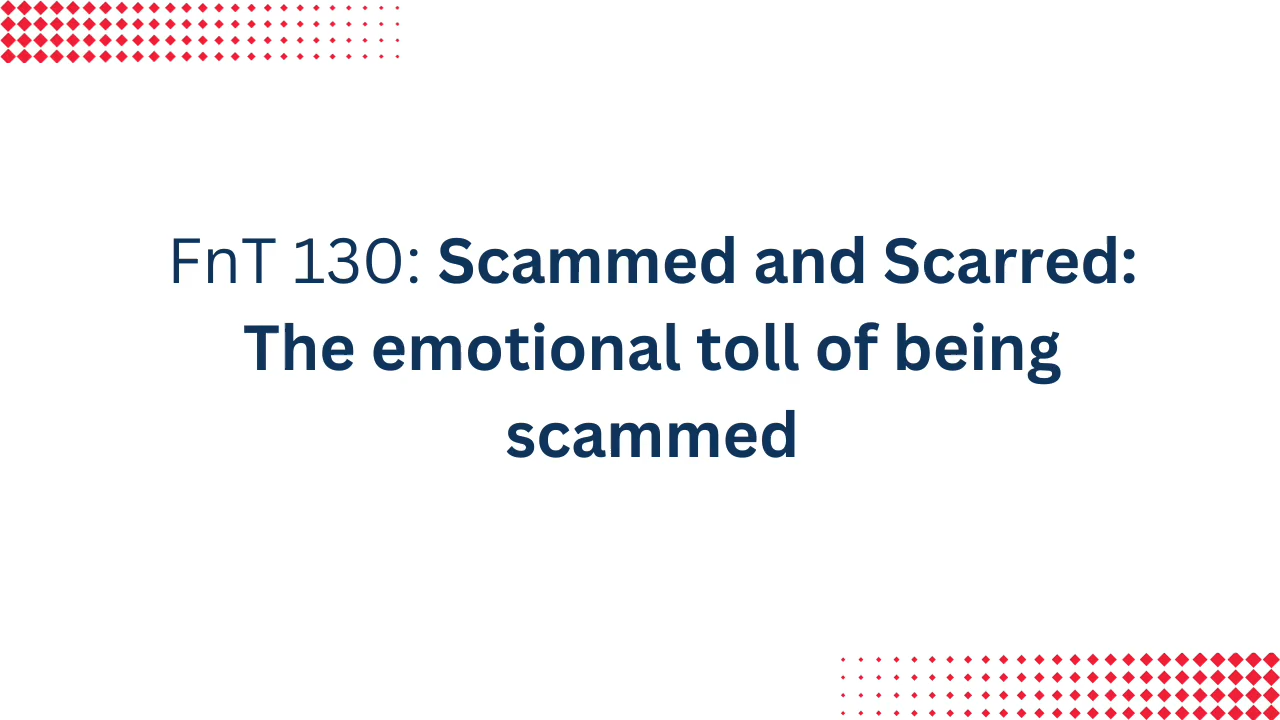 FnT 130: Scammed and Scarred:
The emotional toll of being
scammed